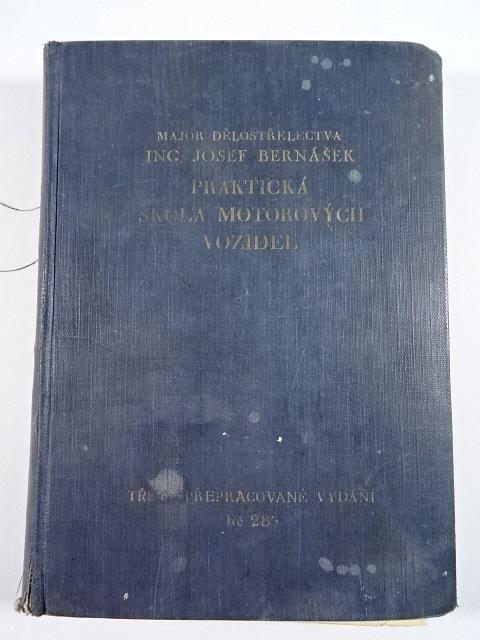 MAJOR DĚLOSTŘELECTVA
ING. JOSEF BERNÁŠEK
PRAKTICKÁ
ŠKOLA MOTOROVÝCH
VOZIDEL
PŘEPRACOVANÉ VYDÁNÍ
Kč 28'-